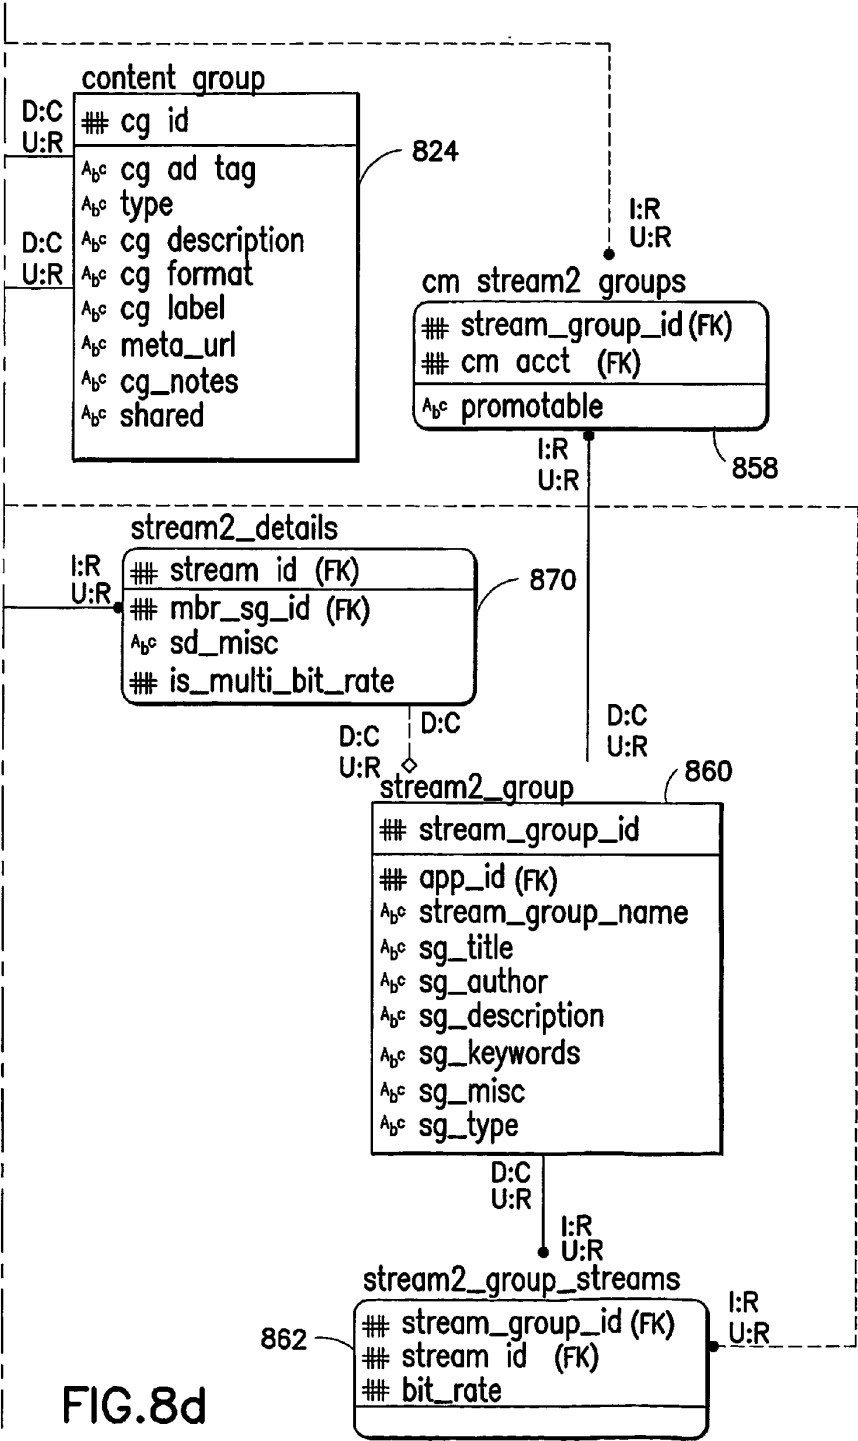 content group
D:C
U:R
# cg id
824
Abc cg ad tag
Abc type
D:C
U:R
Abc cg description
Abc cg format
Abc cg label
Abc meta_url
Abc cg_notes
Abc shared
I:R
U:R
cm stream2 groups
# stream_group_id (FK)
# cm acct (FK)
Abc promotable
I:R
U:R
858
stream2_details
I:R
U:R
# stream id (FK)
870
# mbr_sg_id (FK)
Abc sd_misc
# is_multi_bit_rate
D:C
U:R
D:C
D:C
U:R
stream2_group
860
# stream_group_id
# app_id (FK)
Abc stream_group_name
Abc sg_title
Abc sg_author
Abc sg_description
Abc sg_keywords
Abc sg_misc
Abc sg_type
D:C
U:R
I:R
U:R
stream2_group_streams
I:R
U:R
862
# stream_group_id (FK)
# stream id (FK)
# bit_rate
FIG.8d